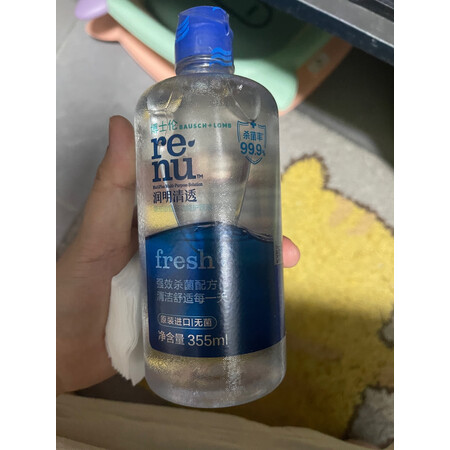 博士伦 BAUSCH + LOMB
re
nu™
杀菌率
99.9%
润明清透
fresh
强效杀菌配方
清洁舒适每一天
原装进口|无菌
净含量 355ml